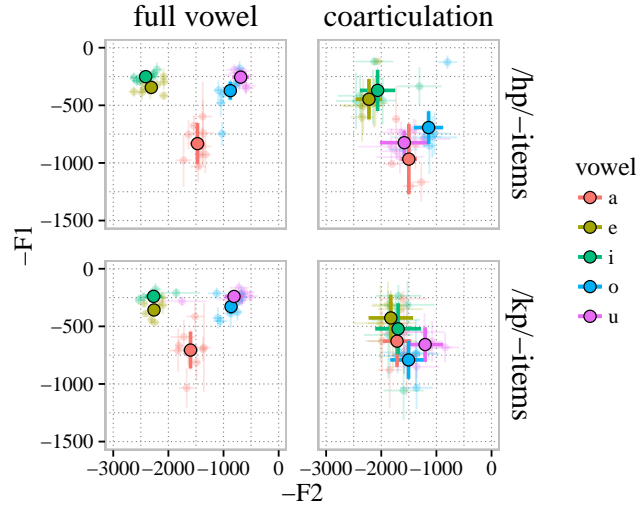 full vowel coarticulation
0
−500
−1000
−1500
/hp/−items
0
−500
−1000
−1500
/kp/−items
−3000 −2000 −1000 0 −3000 −2000 −1000 0
−F2
−F1
vowel
a
e
i
o
u